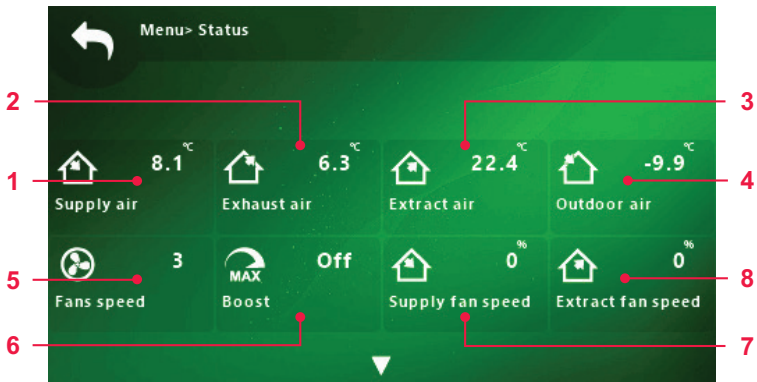 Menu> Status
2
3
℃ ℃ ℃ ℃
8.1 6.3 22.4 -9.9
1
4
Supply air Exhaust air Extract air Outdoor air
% %
3 Off 0 0
MAX
5
8
Fans speed Boost Supply fan speed Extract fan speed
6
7